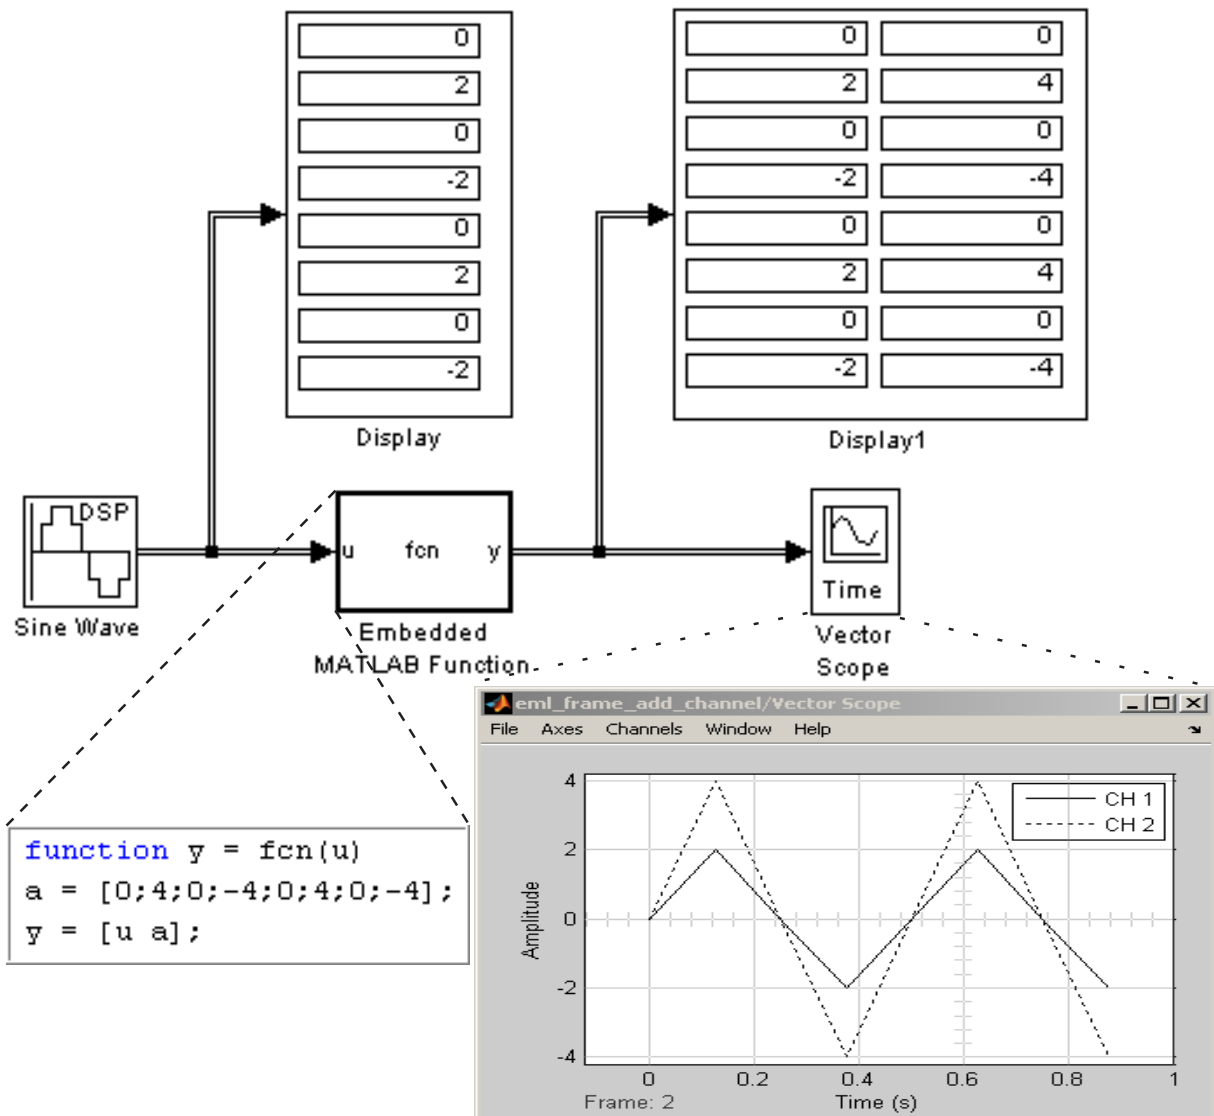 0
2
0
-2
0
2
0
-2
Display
0 0
2 4
0 0
-2 -4
0 0
2 4
0 0
-2 -4
Display1
DSP
Sine Wave
u fcn y
Embedded
MATLAB Function
Time
Vector
Scope
function y = fcn(u)
a = [0;4;0;-4;0;4;0;-4];
y = [u a];
eml_frame_add_channel/Vector Scope
File Axes Channels Window Help
4
2
0
-2
-4
Amplitude
CH 1
CH 2
0 0.2 0.4 0.6 0.8 1
Frame: 2 Time (s)